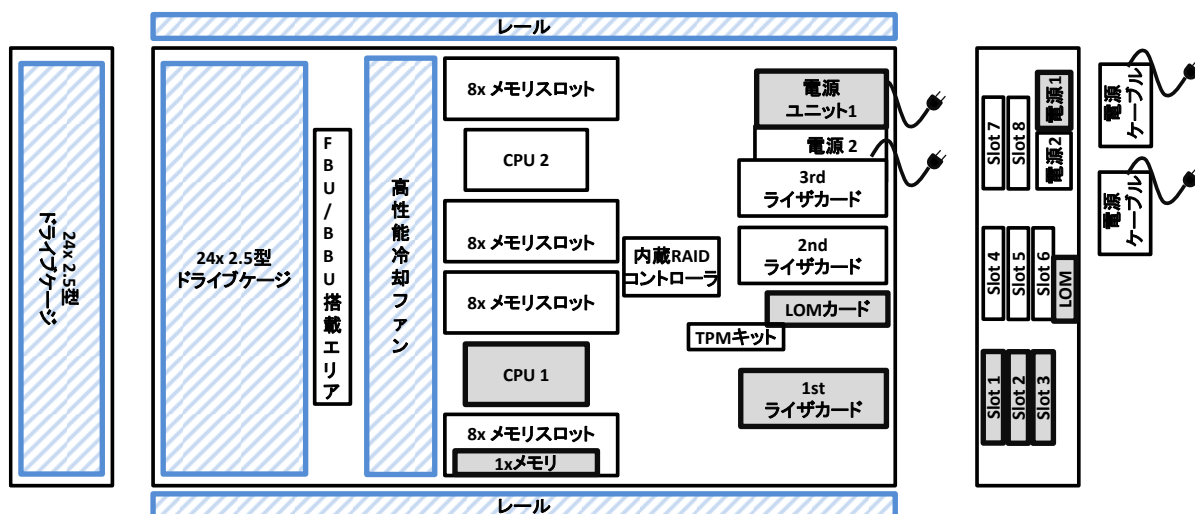 レール
24x 2.5型
ドライブケージ
24x 2.5型
ドライブケージ
FBU/BBU搭載エリア
高性能冷却ファン
8x メモリスロット
CPU 2
8x メモリスロット
8x メモリスロット
CPU 1
8x メモリスロット
1xメモリ
内蔵RAID
コントローラ
電源
ユニット1
電源 2
3rd
ライザカード
2nd
ライザカード
LOMカード
TPMキット
1st
ライザカード
レール
Slot 7
Slot 8
電源1
電源2
Slot 4
Slot 5
Slot 6
LOM
Slot 1
Slot 2
Slot 3
電源
ケーブル
電源
ケーブル